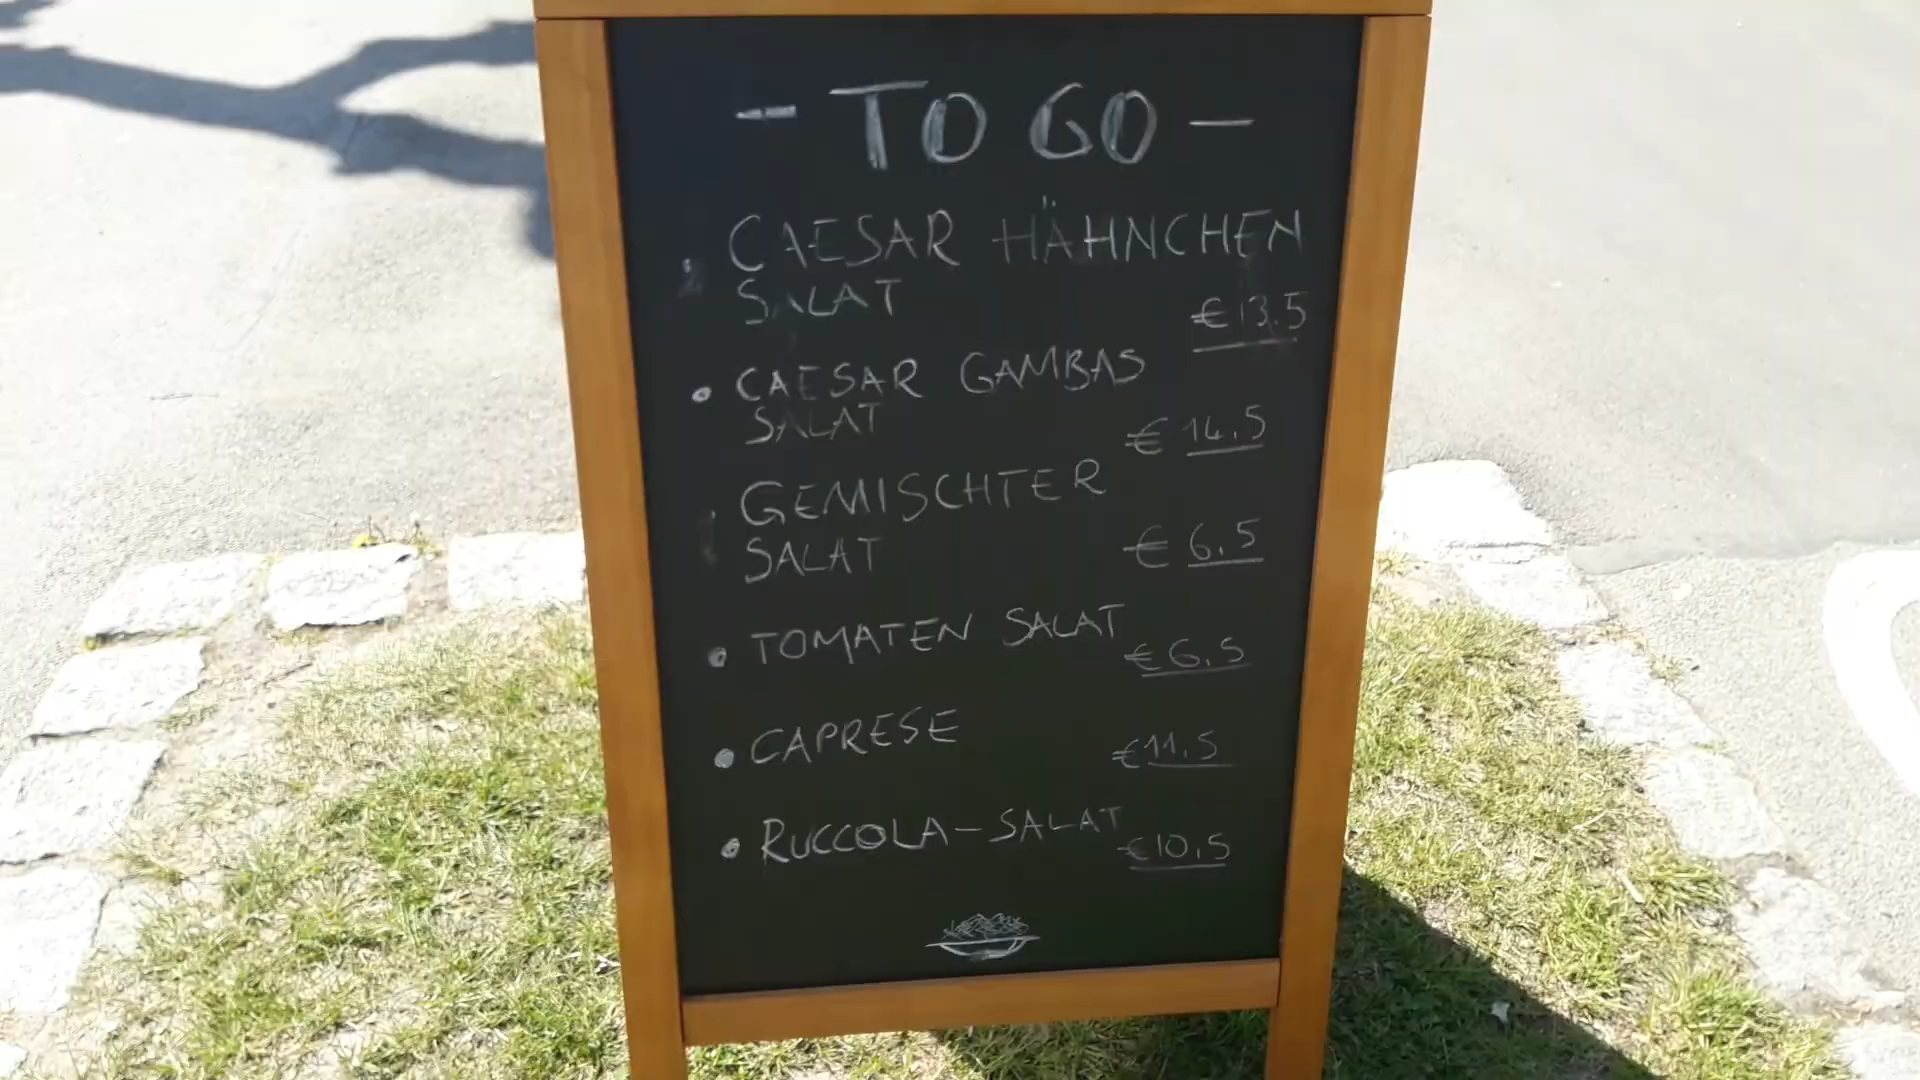 - TO GO -
• CAESAR HÄHNCHEN
SALAT
€ 13.5
• CAESAR GAMBAS
SALAT
€ 14.5
• GEMISCHTER
SALAT
€ 6.5
• TOMATEN SALAT
€ 6.5
• CAPRESE
€ 11.5
• RUCCOLA-SALAT
€ 10.5